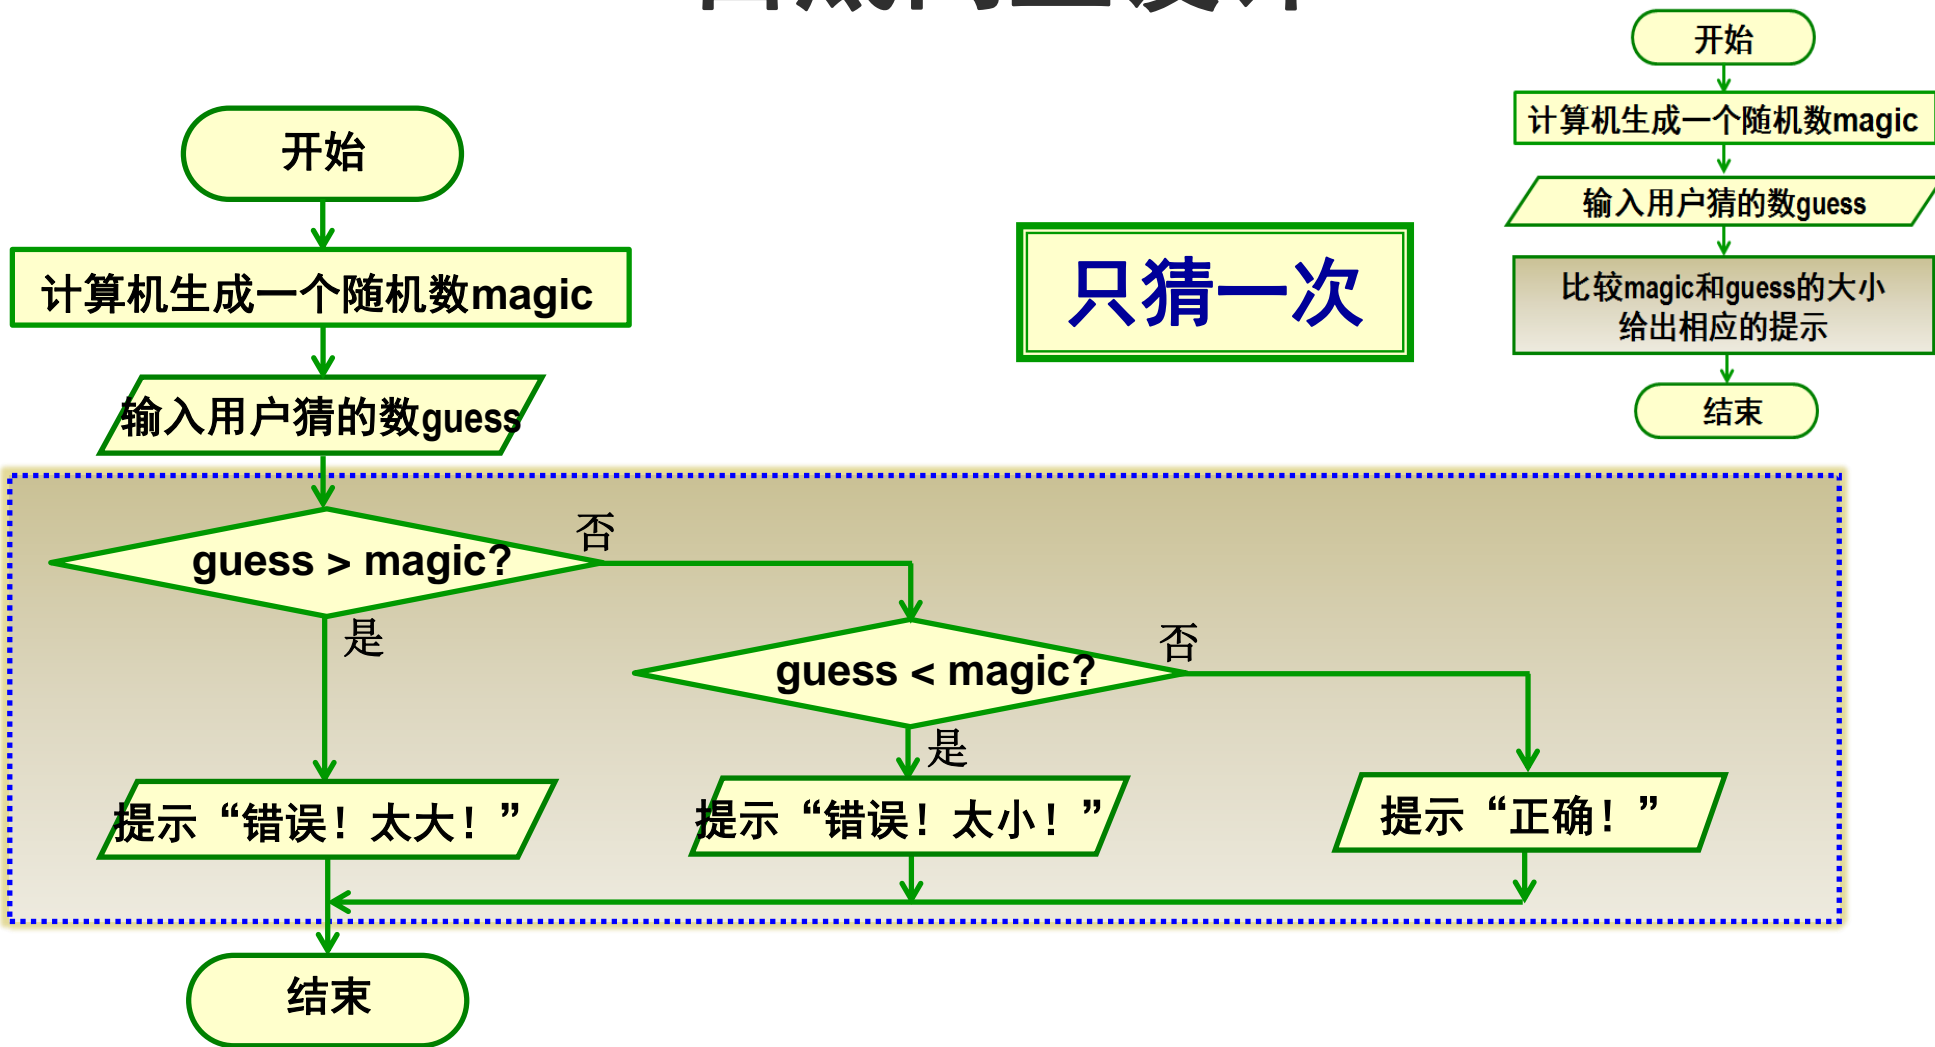 开始
计算机生成一个随机数magic
输入用户猜的数guess
guess > magic?
否
是
guess < magic?
否
是
提示“错误！太大！”
提示“错误！太小！”
提示“正确！”
结束
只猜一次
开始
计算机生成一个随机数magic
输入用户猜的数guess
比较magic和guess的大小
给出相应的提示
结束